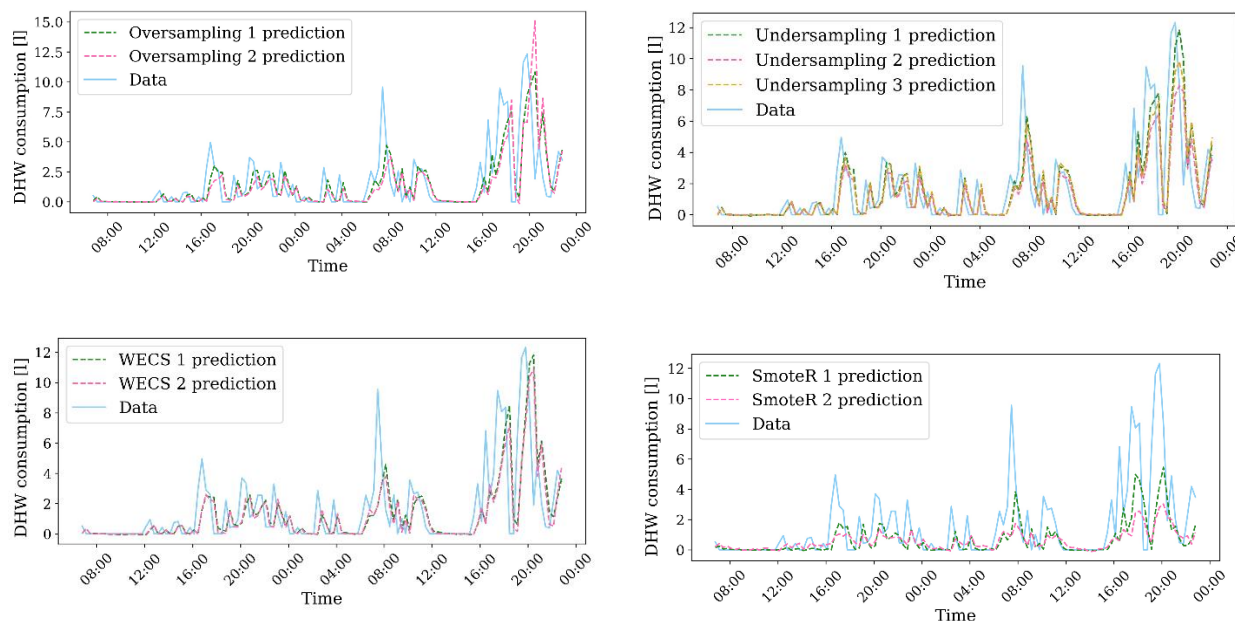 DHW consumption [l]
15.0
12.5
10.0
7.5
5.0
2.5
0.0
Oversampling 1 prediction
Oversampling 2 prediction
Data
08:00 12:00 16:00 20:00 00:00 04:00 08:00 12:00 16:00 20:00 00:00
Time
DHW consumption [l]
12
10
8
6
4
2
0
Undersampling 1 prediction
Undersampling 2 prediction
Undersampling 3 prediction
Data
08:00 12:00 16:00 20:00 00:00 04:00 08:00 12:00 16:00 20:00 00:00
Time
DHW consumption [l]
12
10
8
6
4
2
0
WECS 1 prediction
WECS 2 prediction
Data
08:00 12:00 16:00 20:00 00:00 04:00 08:00 12:00 16:00 20:00 00:00
Time
DHW consumption [l]
12
10
8
6
4
2
0
SmoteR 1 prediction
SmoteR 2 prediction
Data
08:00 12:00 16:00 20:00 00:00 04:00 08:00 12:00 16:00 20:00 00:00
Time